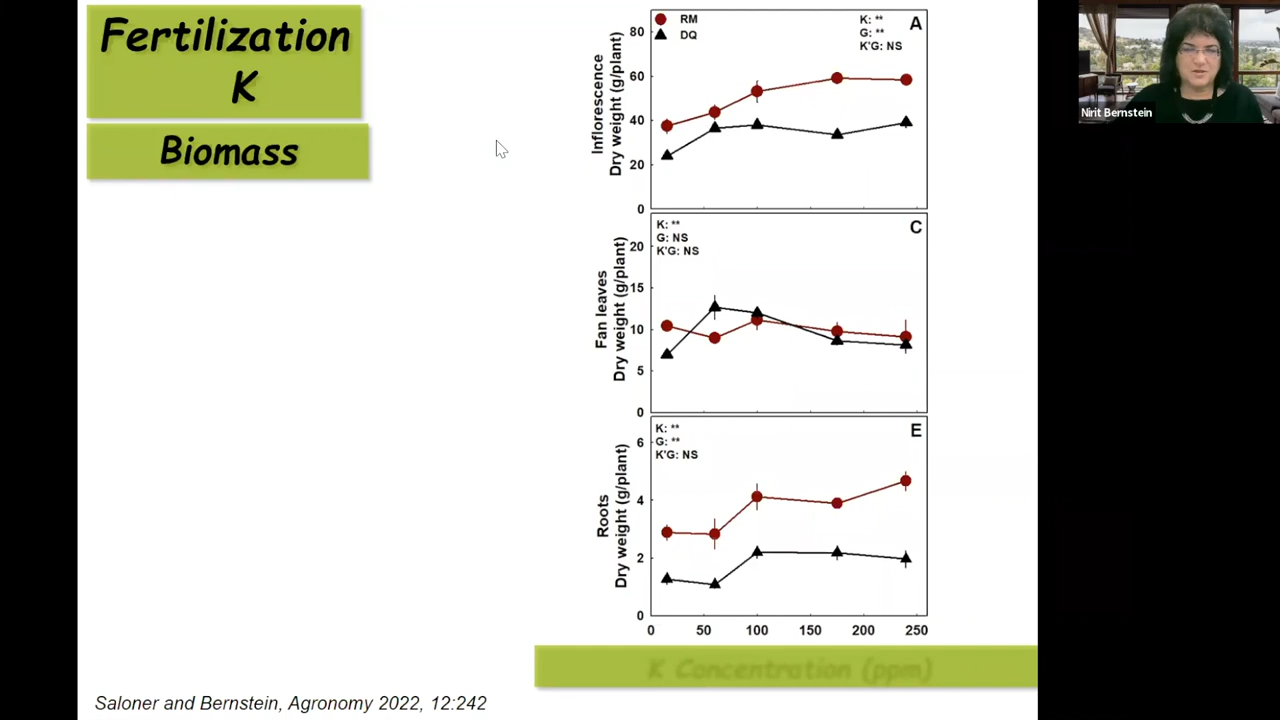 Fertilization
K
Biomass
RM
DQ
K: **
G: **
K*G: NS
A
Inflorescence
Dry weight (g/plant)
80
60
40
20
0
K: **
G: NS
K*G: NS
C
Fan leaves
Dry weight (g/plant)
20
15
10
5
0
K: **
G: **
K*G: NS
E
Roots
Dry weight (g/plant)
6
4
2
0
0 50 100 150 200 250
K Concentration (ppm)
Saloner and Bernstein, Agronomy 2022, 12:242
Nirit Bernstein